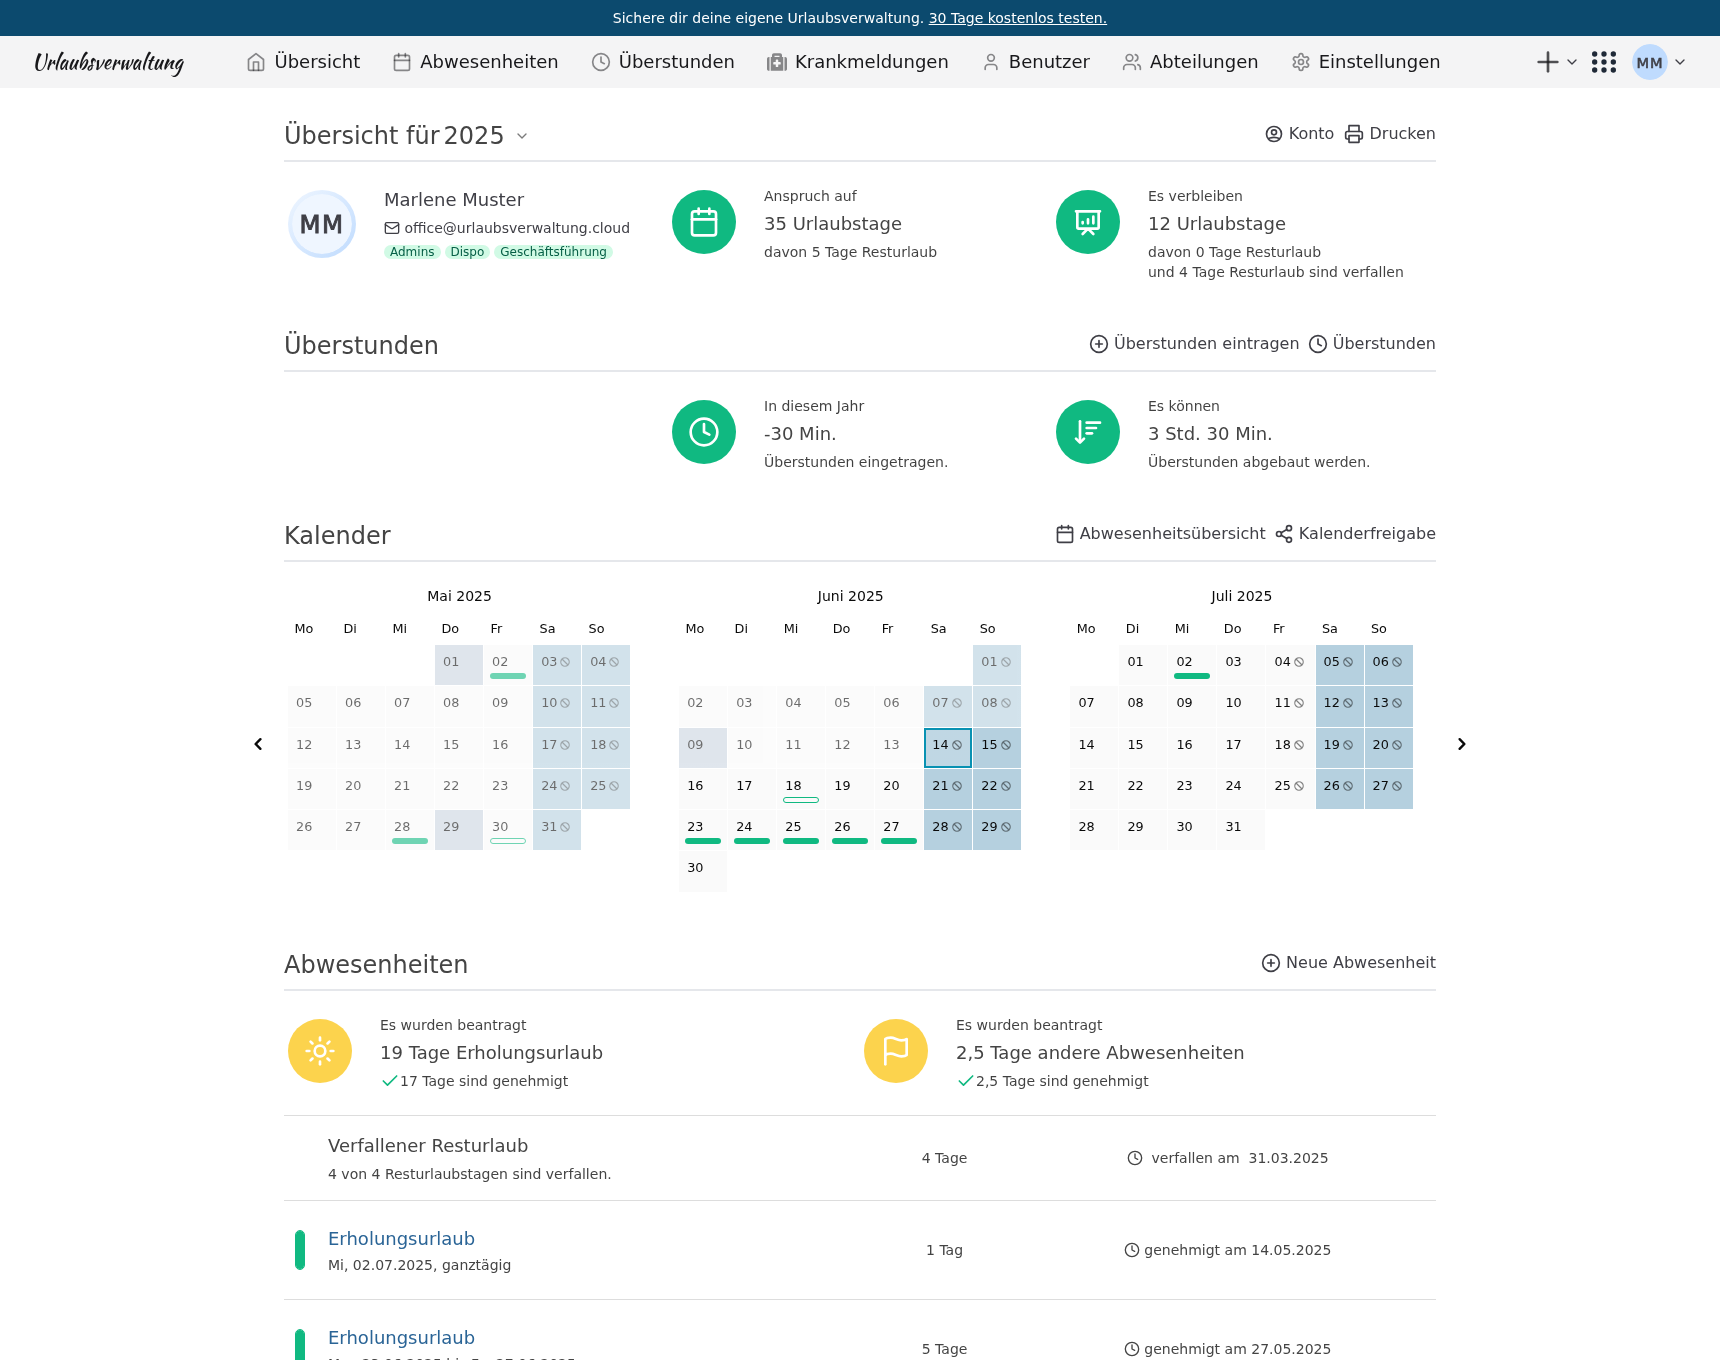 Sichere dir deine eigene Urlaubsverwaltung. 30 Tage kostenlos testen.
Urlaubsverwaltung Übersicht Abwesenheiten Überstunden Krankmeldungen Benutzer Abteilungen Einstellungen MM
Übersicht für 2025 Konto Drucken
MM
Marlene Muster
office@urlaubsverwaltung.cloud
Admins Dispo Geschäftsführung
Anspruch auf
35 Urlaubstage
davon 5 Tage Resturlaub
Es verbleiben
12 Urlaubstage
davon 0 Tage Resturlaub
und 4 Tage Resturlaub sind verfallen
Überstunden Überstunden eintragen Überstunden
In diesem Jahr
-30 Min.
Überstunden eingetragen.
Es können
3 Std. 30 Min.
Überstunden abgebaut werden.
Kalender Abwesenheitsübersicht Kalenderfreigabe
Mai 2025
Mo Di Mi Do Fr Sa So
01 02 03 04
05 06 07 08 09 10 11
12 13 14 15 16 17 18
19 20 21 22 23 24 25
26 27 28 29 30 31
Juni 2025
Mo Di Mi Do Fr Sa So
01
02 03 04 05 06 07 08
09 10 11 12 13 14 15
16 17 18 19 20 21 22
23 24 25 26 27 28 29
30
Juli 2025
Mo Di Mi Do Fr Sa So
01 02 03 04 05 06
07 08 09 10 11 12 13
14 15 16 17 18 19 20
21 22 23 24 25 26 27
28 29 30 31
Abwesenheiten Neue Abwesenheit
Es wurden beantragt
19 Tage Erholungsurlaub
17 Tage sind genehmigt
Es wurden beantragt
2,5 Tage andere Abwesenheiten
2,5 Tage sind genehmigt
Verfallener Resturlaub
4 von 4 Resturlaubstagen sind verfallen.
4 Tage
verfallen am 31.03.2025
Erholungsurlaub
Mi, 02.07.2025, ganztägig
1 Tag
genehmigt am 14.05.2025
Erholungsurlaub
5 Tage
genehmigt am 27.05.2025